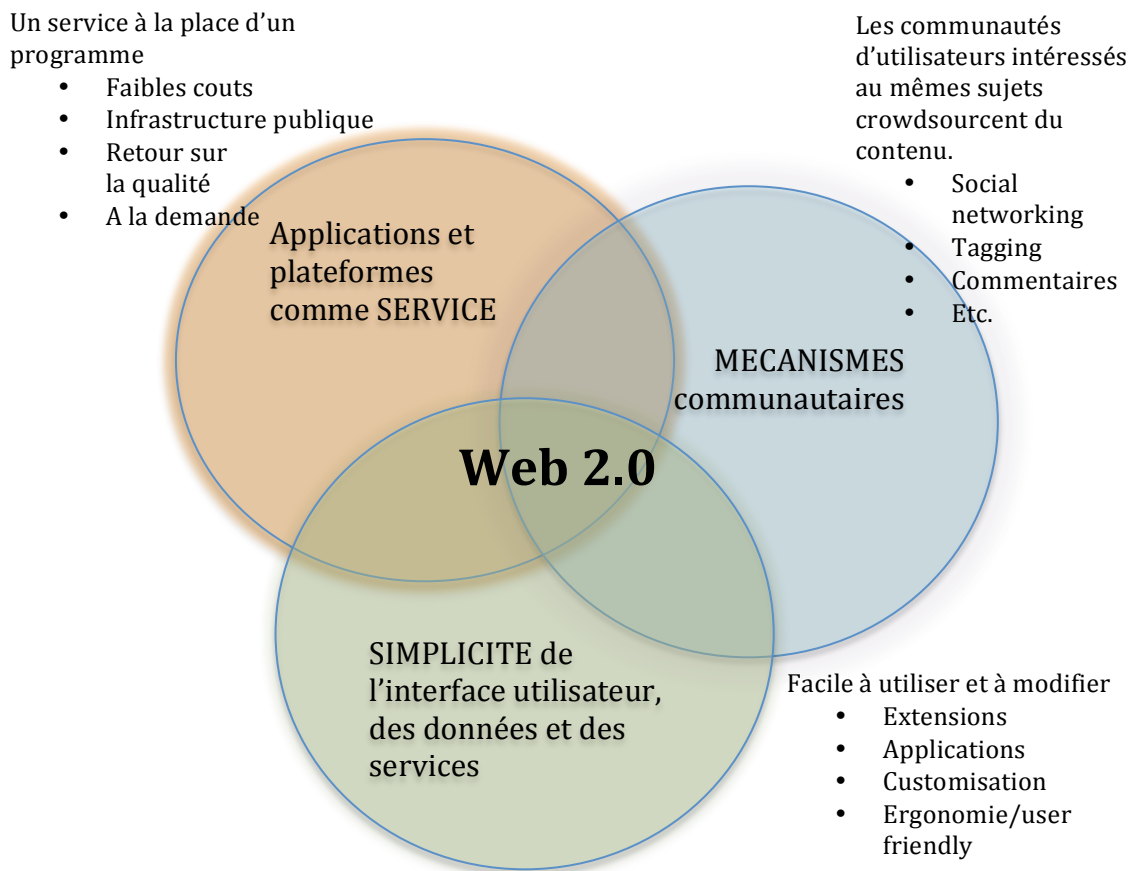 Un service à la place d’un
programme
• Faibles couts
• Infrastructure publique
• Retour sur
la qualité
• A la demande
Les communautés
d’utilisateurs intéressés
au mêmes sujets
crowdsourcent du
contenu.
• Social
networking
• Tagging
• Commentaires
• Etc.
Applications et
plateformes
comme SERVICE
MECANISMES
communautaires
Web 2.0
SIMPLICITE de
l’interface utilisateur,
des données et des
services
Facile à utiliser et à modifier
• Extensions
• Applications
• Customisation
• Ergonomie/user
friendly